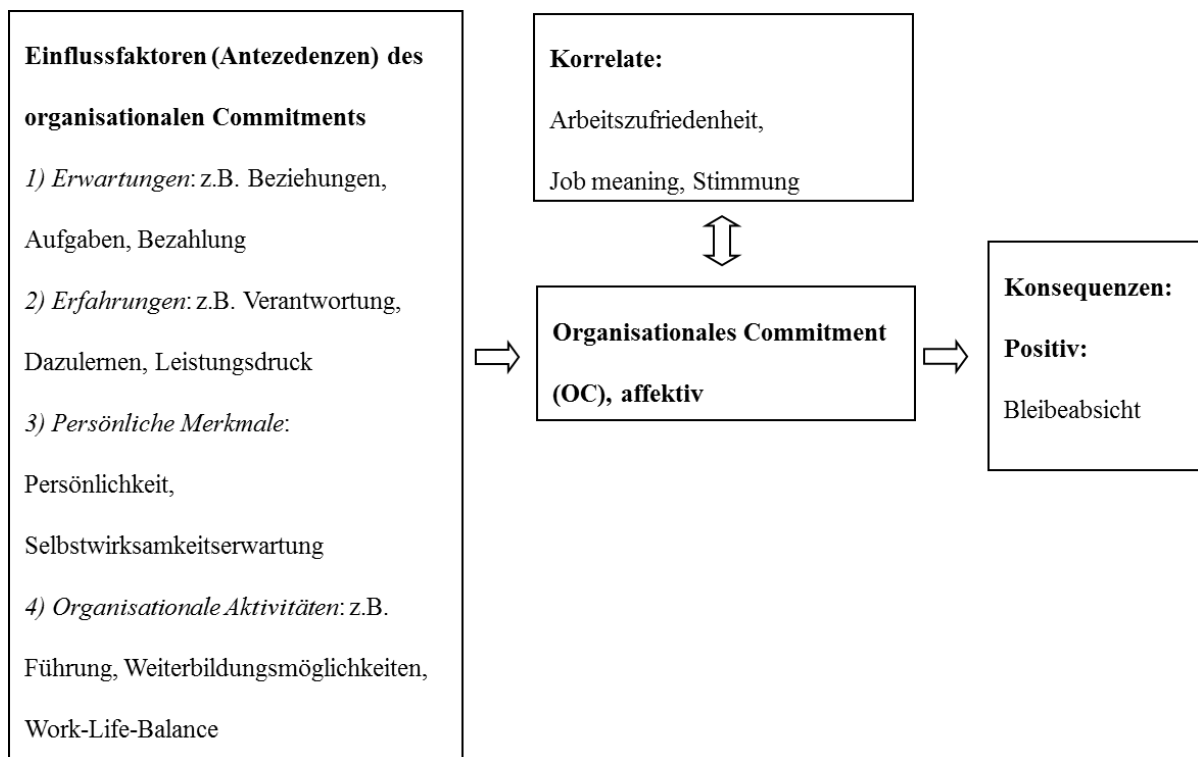 Einflussfaktoren (Antezedenzen) des
organisationalen Commitments
1) Erwartungen: z.B. Beziehungen,
Aufgaben, Bezahlung
2) Erfahrungen: z.B. Verantwortung,
Dazulernen, Leistungsdruck
3) Persönliche Merkmale:
Persönlichkeit,
Selbstwirksamkeitserwartung
4) Organisationale Aktivitäten: z.B.
Führung, Weiterbildungsmöglichkeiten,
Work-Life-Balance
Korrelate:
Arbeitszufriedenheit,
Job meaning, Stimmung
Organisationales Commitment
(OC), affektiv
Konsequenzen:
Positiv:
Bleibeabsicht